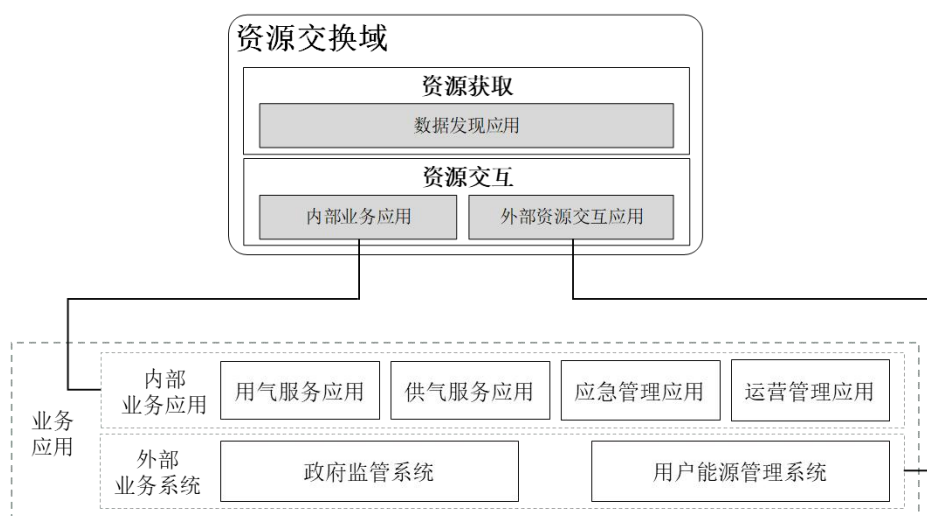 资源交换域
资源获取
数据发现应用
资源交互
内部业务应用
外部资源交互应用
业务
应用
内部
业务应用
用气服务应用
供气服务应用
应急管理应用
运营管理应用
外部
业务系统
政府监管系统
用户能源管理系统